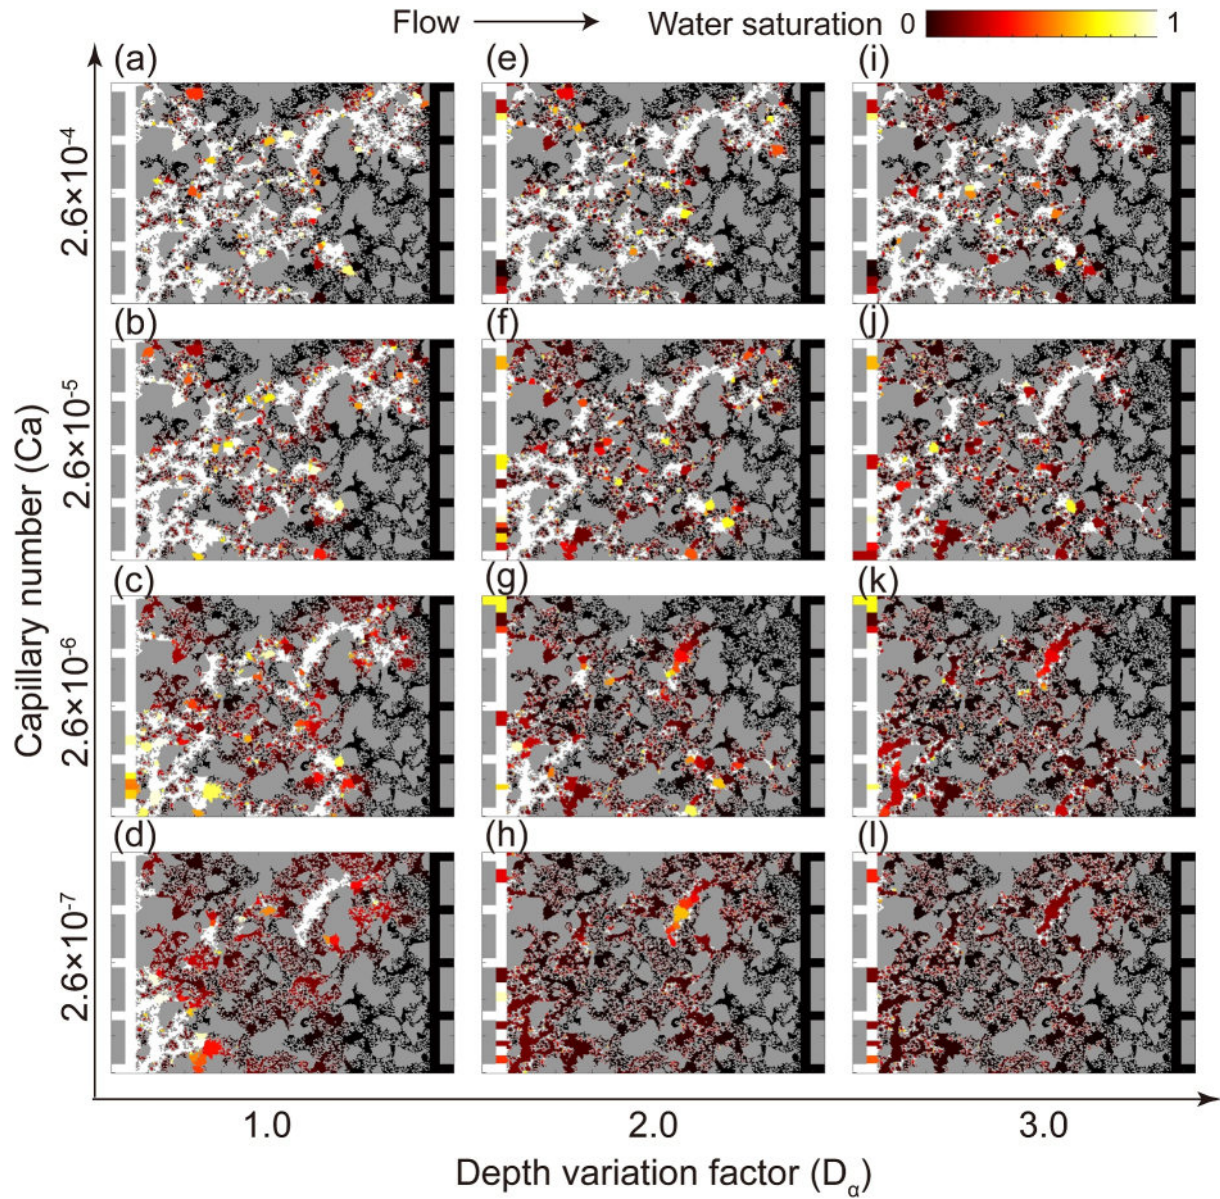 Flow Water saturation 0 1
(a) (e) (i)
2.6×10-4
(b) (f) (j)
2.6×10-5
(c) (g) (k)
2.6×10-6
(d) (h) (l)
2.6×10-7
Capillary number (Ca)
1.0 2.0 3.0
Depth variation factor (Dα)